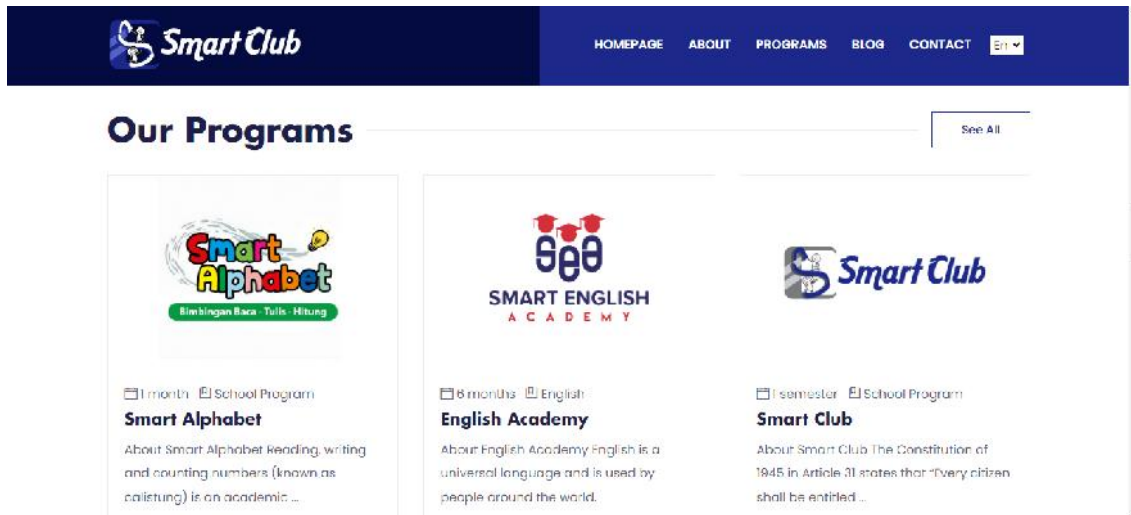 Smart Club
HOMEPAGE ABOUT PROGRAMS BLOG CONTACT En
Our Programs
See All
Smart
Alphabet
Bimbingan Baca - Tulis - Hitung
1 month School Program
Smart Alphabet
About Smart Alphabet Reading, writing
and counting numbers (known as
calistung) is an academic ...
sea
SMART ENGLISH
ACADEMY
6 months English
English Academy
About English Academy English is a
universal language and is used by
people around the world.
Smart Club
1 semester School Program
Smart Club
About Smart Club The Constitution of
1945 in Article 31 states that "Every citizen
shall be entitled ...